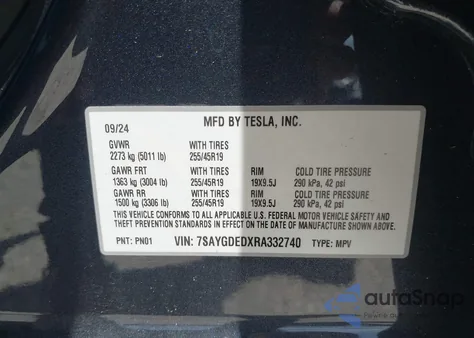 MFD BY TESLA, INC.
09/24
GVWR WITH TIRES
2273 kg (5011 lb) 255/45R19
GAWR FRT WITH TIRES RIM COLD TIRE PRESSURE
1363 kg (3004 lb) 255/45R19 19X9.5J 290 kPa, 42 psi
GAWR RR WITH TIRES RIM COLD TIRE PRESSURE
1500 kg (3306 lb) 255/45R19 19X9.5J 290 kPa, 42 psi
THIS VEHICLE CONFORMS TO ALL APPLICABLE U.S. FEDERAL MOTOR VEHICLE SAFETY AND
THEFT PREVENTION STANDARDS IN EFFECT ON THE DATE OF MANUFACTURE SHOWN ABOVE.
PNT: PN01 VIN: 7SAYGDEDXRA332740 TYPE: MPV
autoSnap